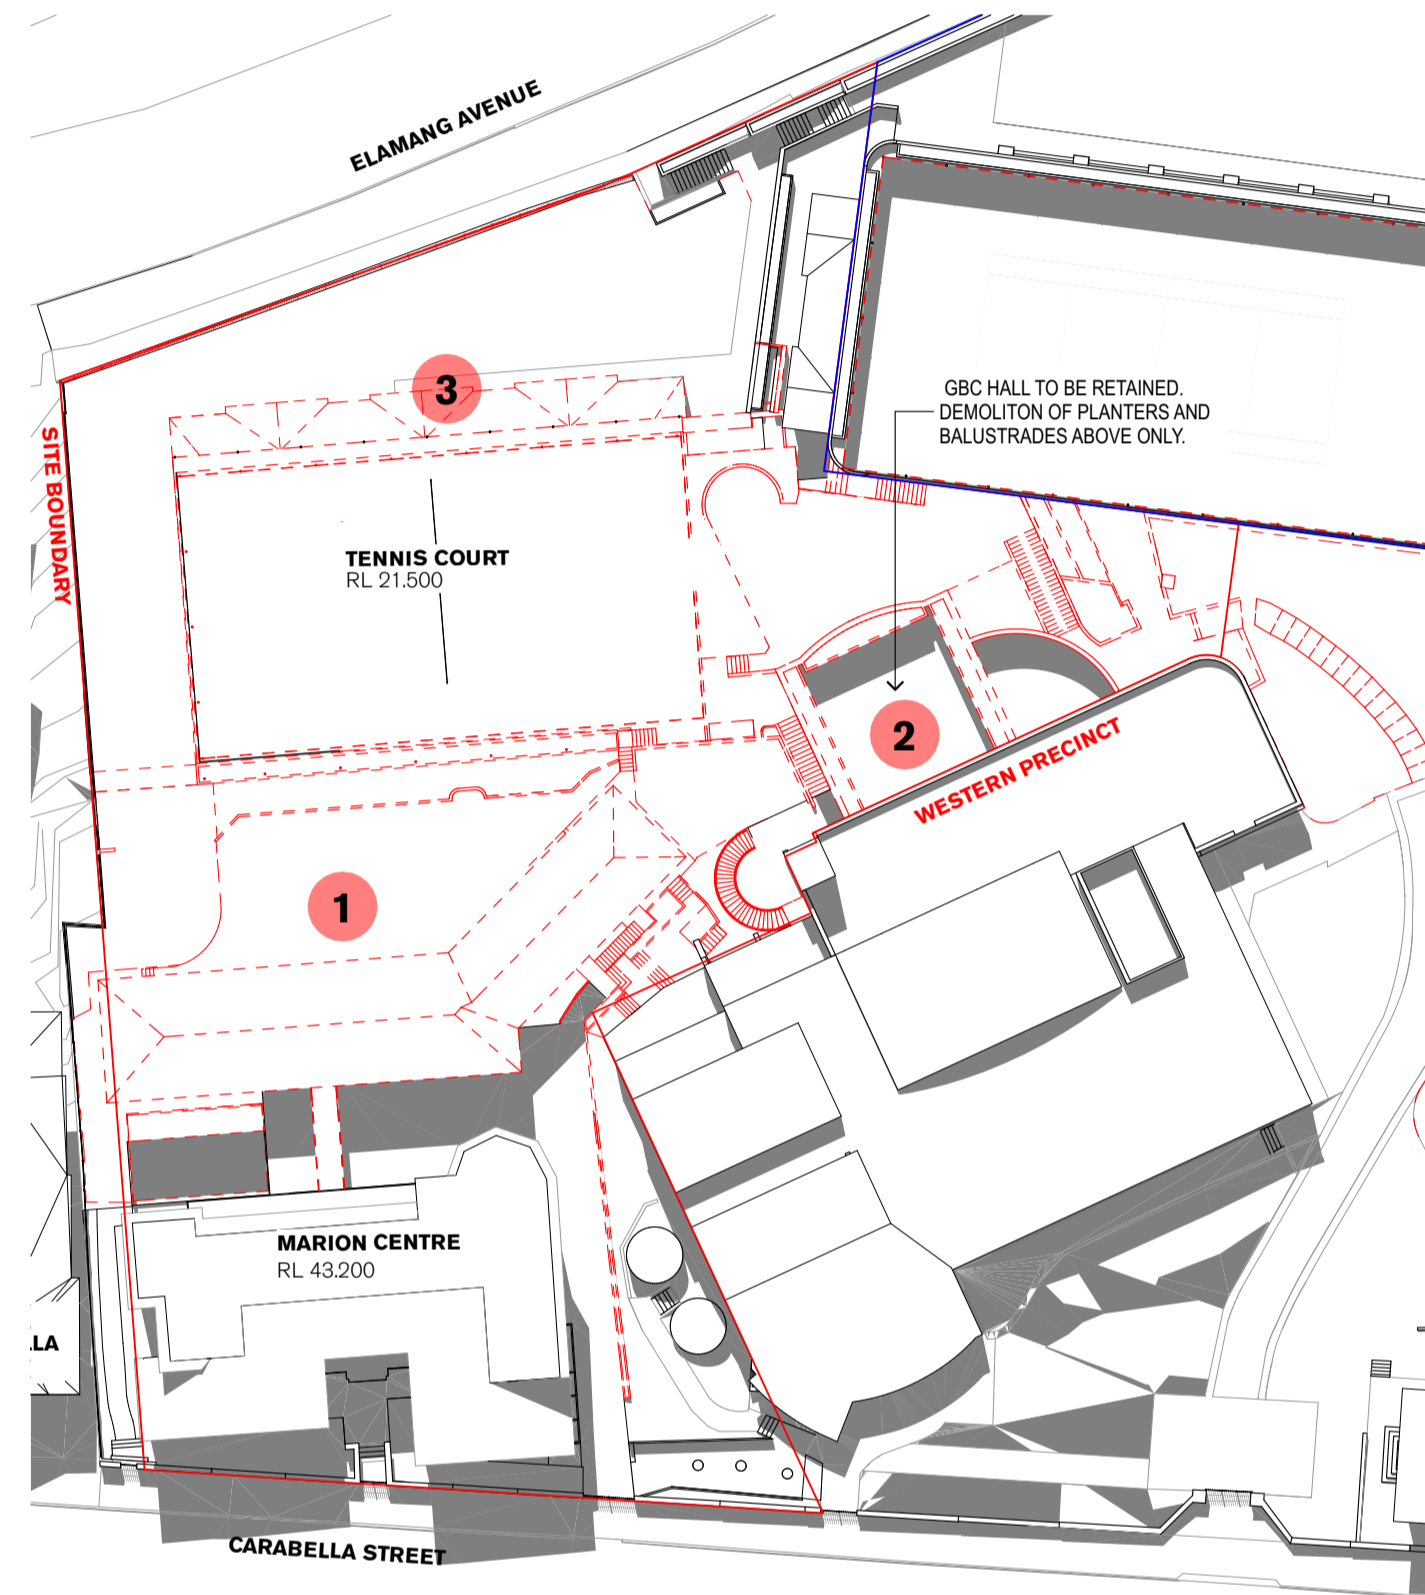 ELAMANG AVENUE
3
GBC HALL TO BE RETAINED.
DEMOLITON OF PLANTERS AND
BALUSTRADES ABOVE ONLY.
SITE BOUNDARY
TENNIS COURT
RL 21.500
2
WESTERN PRECINCT
1
MARION CENTRE
RL 43.200
LLA
CARABELLA STREET